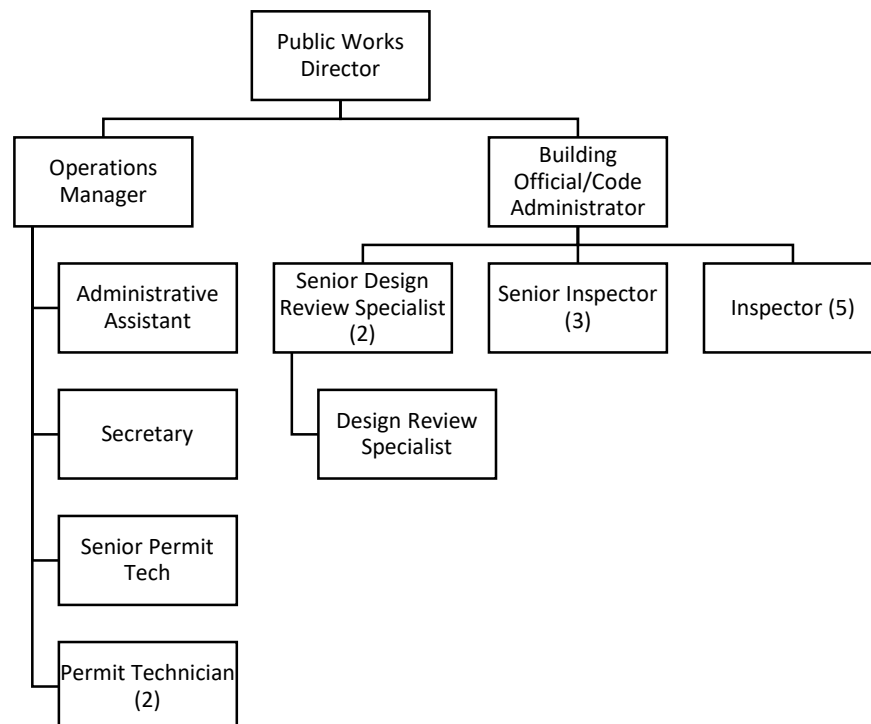 Public Works
Director
Operations
Manager
Building
Official/Code
Administrator
Administrative
Assistant
Secretary
Senior Permit
Tech
Permit Technician
(2)
Senior Design
Review Specialist
(2)
Design Review
Specialist
Senior Inspector
(3)
Inspector (5)